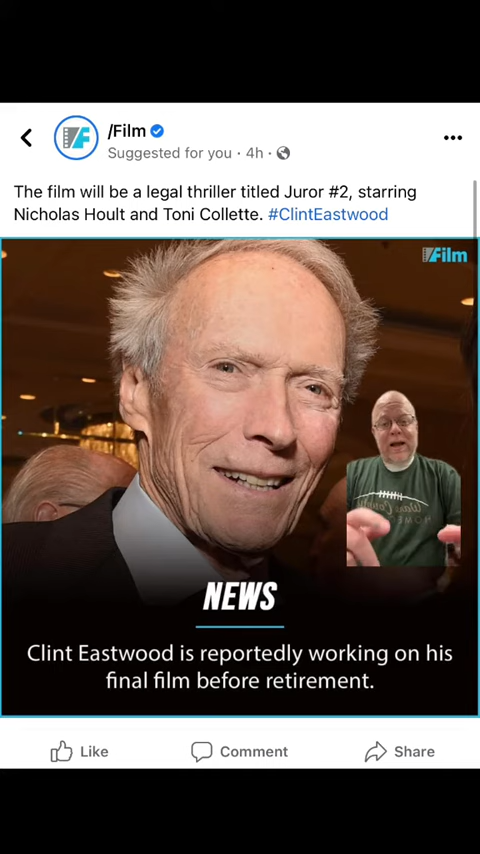 /Film
Suggested for you · 4h ·
The film will be a legal thriller titled Juror #2, starring
Nicholas Hoult and Toni Collette. #ClintEastwood
/Film
NEWS
Clint Eastwood is reportedly working on his
final film before retirement.
Like
Comment
Share